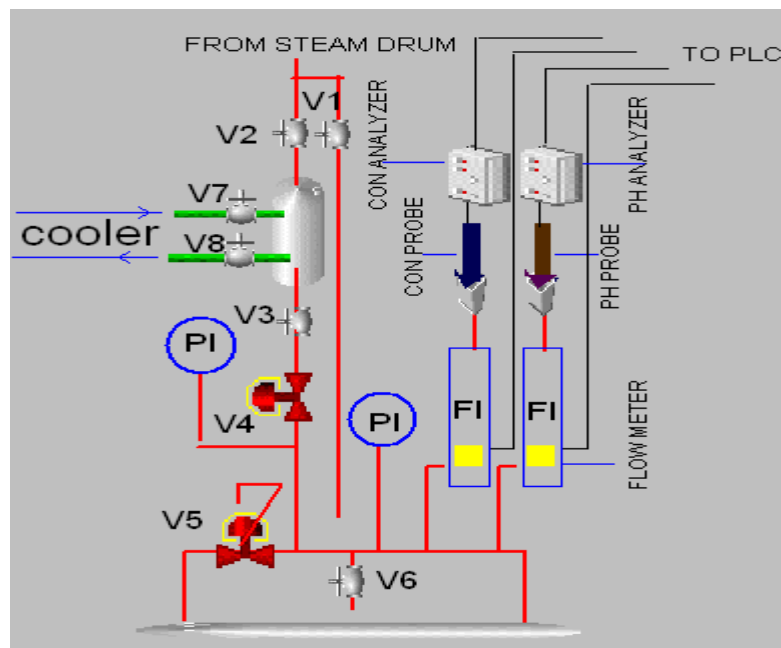 FROM STEAM DRUM
TO PLC
V1
V2
CON ANALYZER
PH ANALYZER
V7
cooler
V8
CON PROBE
PH PROBE
V3
PI
V4
PI
FI
FI
FLOW METER
V5
V6